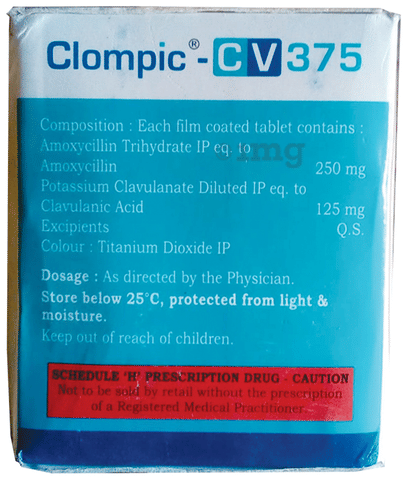 Clompic®-CV375
Composition : Each film coated tablet contains :
Amoxycillin Trihydrate IP eq. to
Amoxycillin 250 mg
Potassium Clavulanate Diluted IP eq. to
Clavulanic Acid 125 mg
Excipients Q.S.
Colour : Titanium Dioxide IP
Dosage : As directed by the Physician.
Store below 25°C, protected from light &
moisture.
Keep out of reach of children.
SCHEDULE 'H' PRESCRIPTION DRUG - CAUTION
Not to be sold by retail without the prescription
of a Registered Medical Practitioner.
1mg